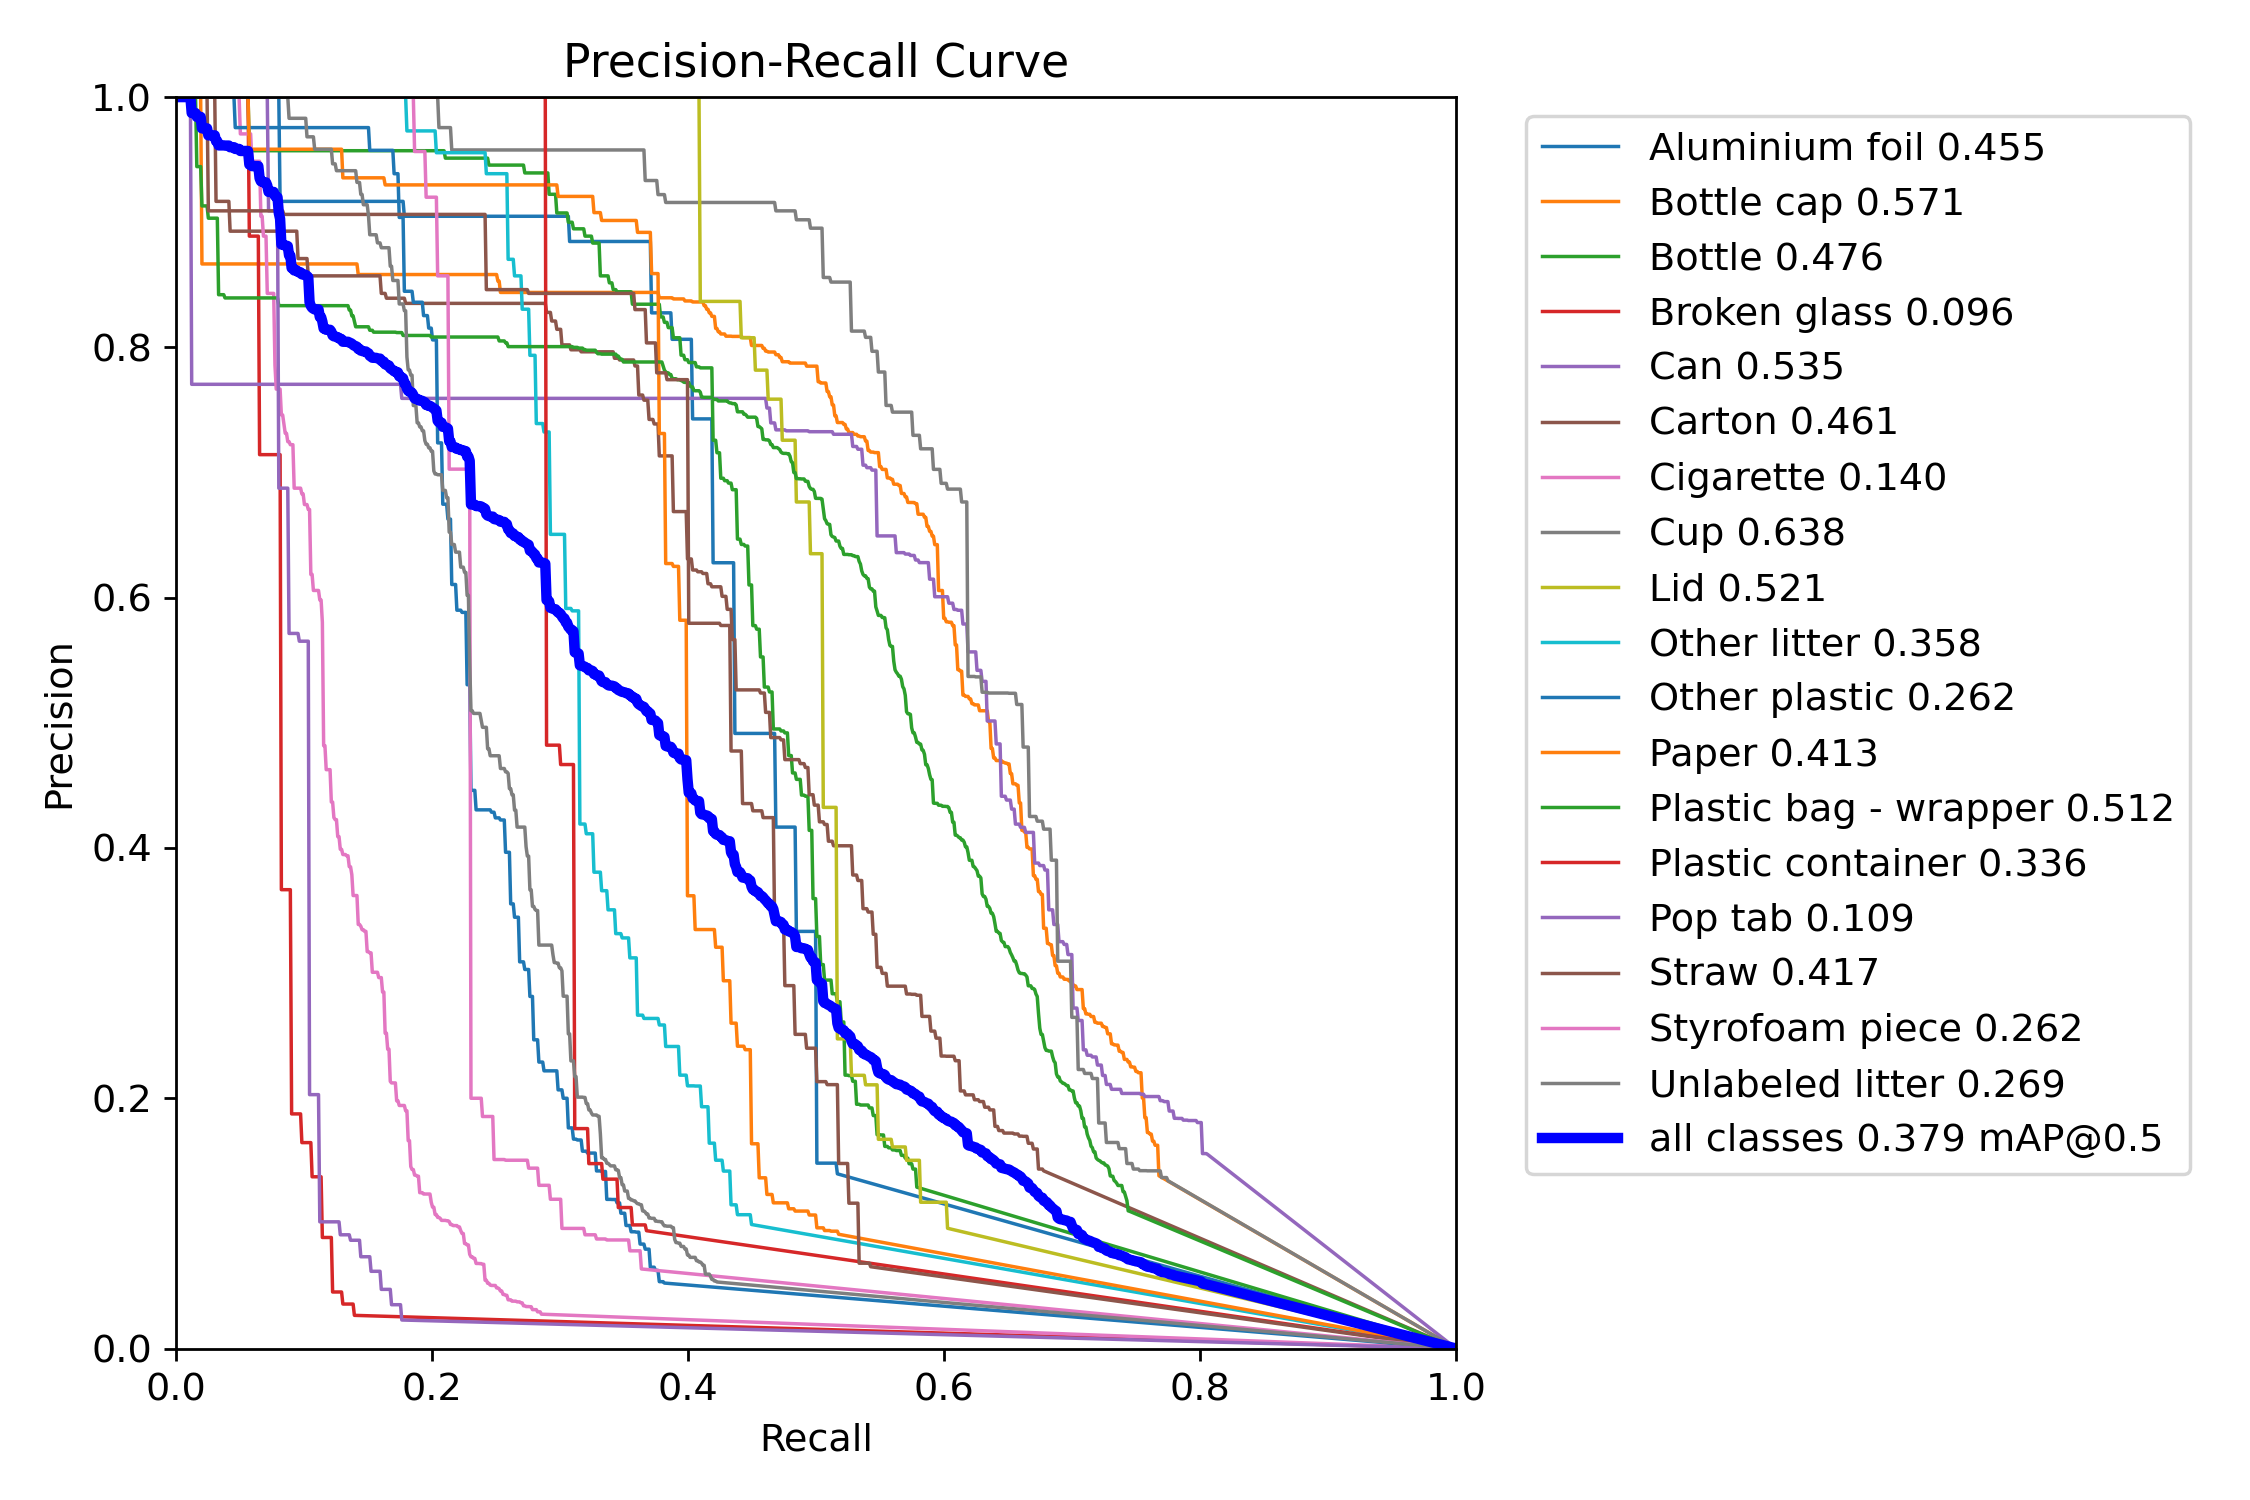 Precision-Recall Curve
1.0
0.8
0.6
0.4
0.2
0.0
Precision
0.0 0.2 0.4 0.6 0.8 1.0
Recall
Aluminium foil 0.455
Bottle cap 0.571
Bottle 0.476
Broken glass 0.096
Can 0.535
Carton 0.461
Cigarette 0.140
Cup 0.638
Lid 0.521
Other litter 0.358
Other plastic 0.262
Paper 0.413
Plastic bag - wrapper 0.512
Plastic container 0.336
Pop tab 0.109
Straw 0.417
Styrofoam piece 0.262
Unlabeled litter 0.269
all classes 0.379 mAP@0.5